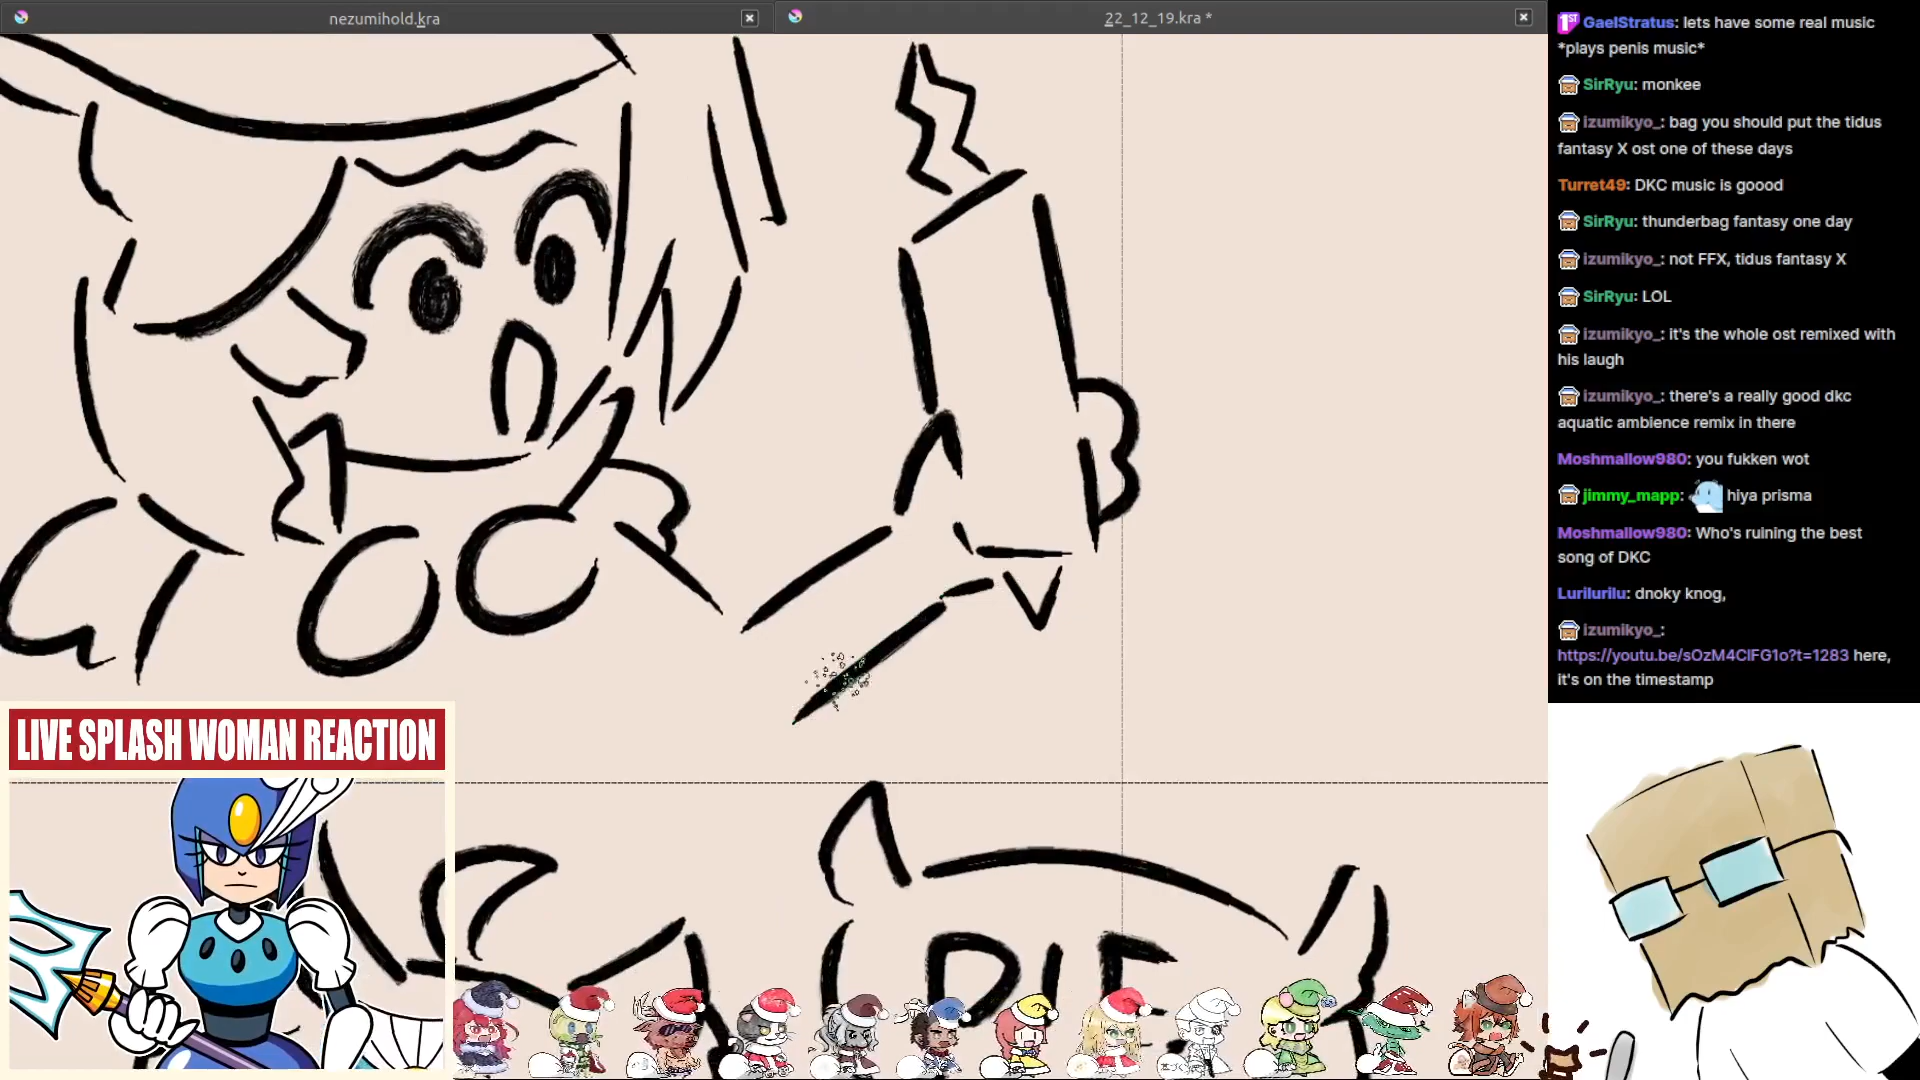 nezumihold.kra
22_12_19.kra *
GaelStratus: lets have some real music
*plays penis music*
SirRyu: monkee
izumikyo_: bag you should put the tidus
fantasy X ost one of these days
Turret49: DKC music is goood
SirRyu: thunderbag fantasy one day
izumikyo_: not FFX, tidus fantasy X
SirRyu: LOL
izumikyo_: it's the whole ost remixed with
his laugh
izumikyo_: there's a really good dkc
aquatic ambience remix in there
Moshmallow980: you fukken wot
jimmy_mapp: hiya prisma
Moshmallow980: Who's ruining the best
song of DKC
Lurilurilu: dnoky knog,
izumikyo_:
https://youtu.be/sOzM4ClFG1o?t=1283 here,
it's on the timestamp
LIVE SPLASH WOMAN REACTION
DIE